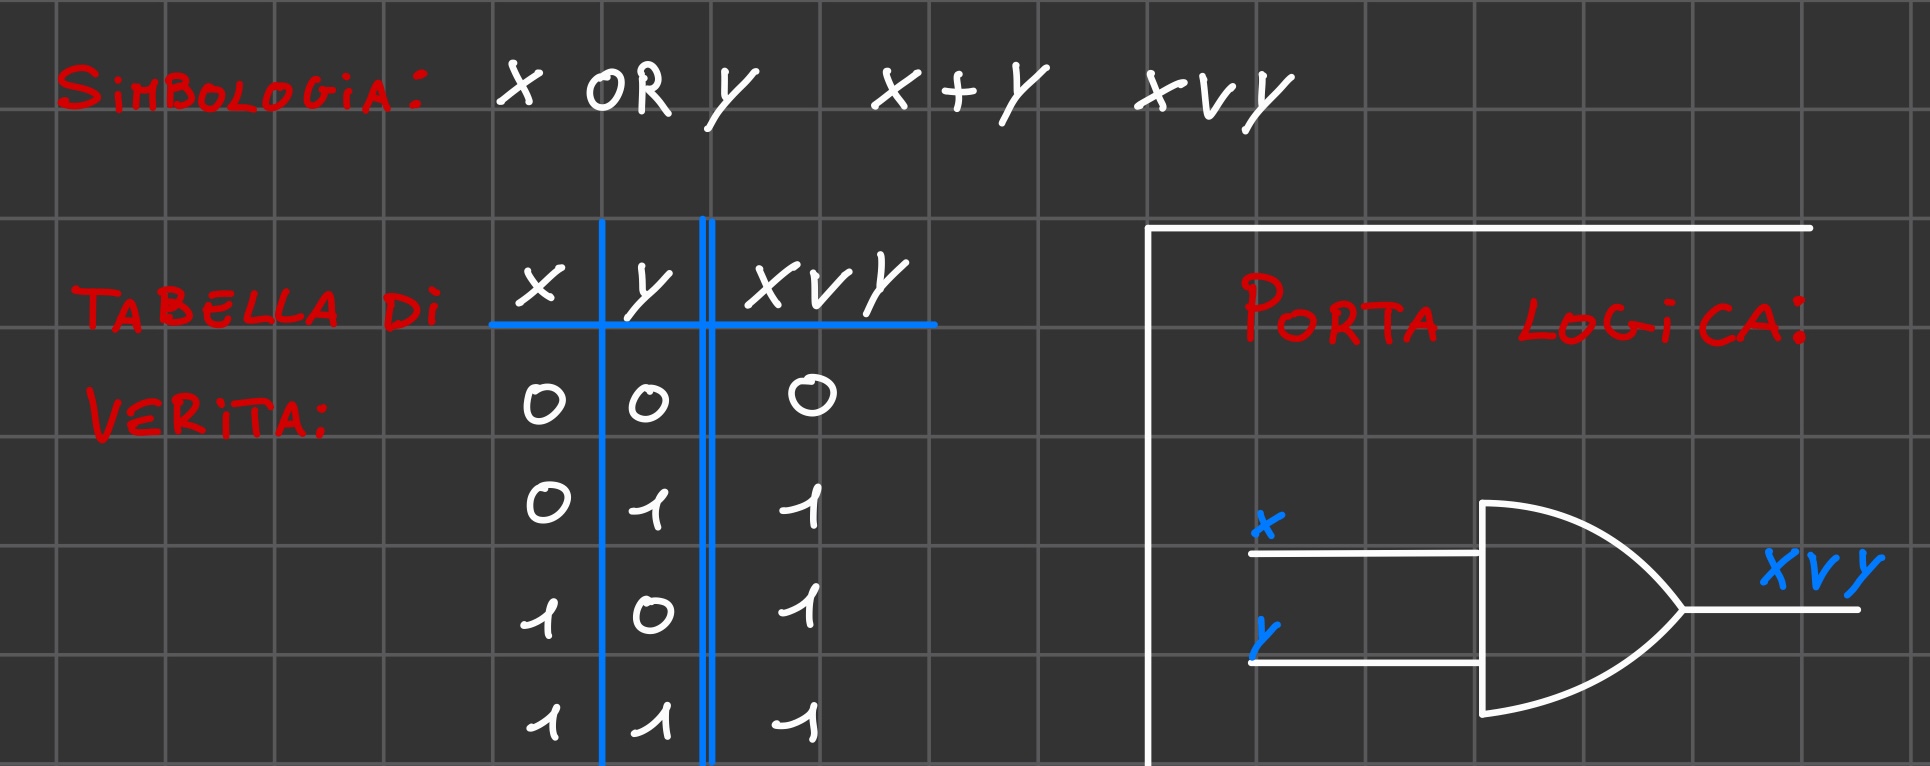 SiMBOLOGiA: X OR y X + y X v y
TABELLA Di VERiTA:
X y X v y
0 0 0
0 1 1
1 0 1
1 1 1
PORTA LOGiCA:
X
y
X v y